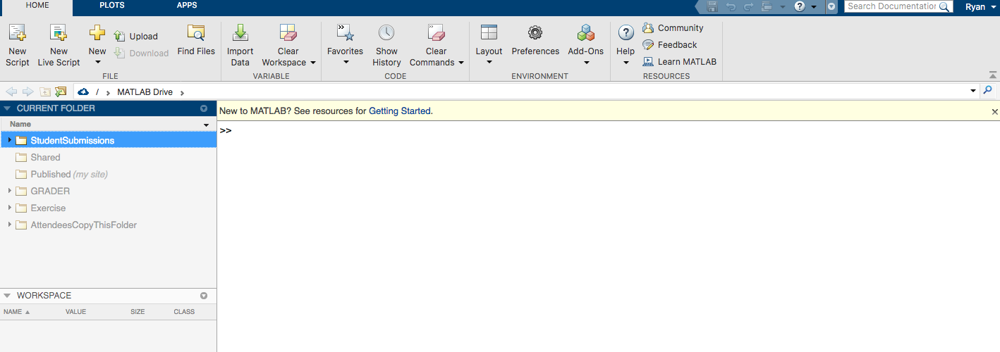 HOME PLOTS APPS
Search Documentation Ryan
New Script
New Live Script
New
Upload
Download
Find Files
FILE
Import Data
Clear Workspace
VARIABLE
Favorites
Show History
Clear Commands
CODE
Layout
Preferences
Add-Ons
ENVIRONMENT
Help
Community
Feedback
Learn MATLAB
RESOURCES
/ MATLAB Drive
CURRENT FOLDER
Name
StudentSubmissions
Shared
Published (my site)
GRADER
Exercise
AttendeesCopyThisFolder
New to MATLAB? See resources for Getting Started.
>>
WORKSPACE
NAME VALUE SIZE CLASS